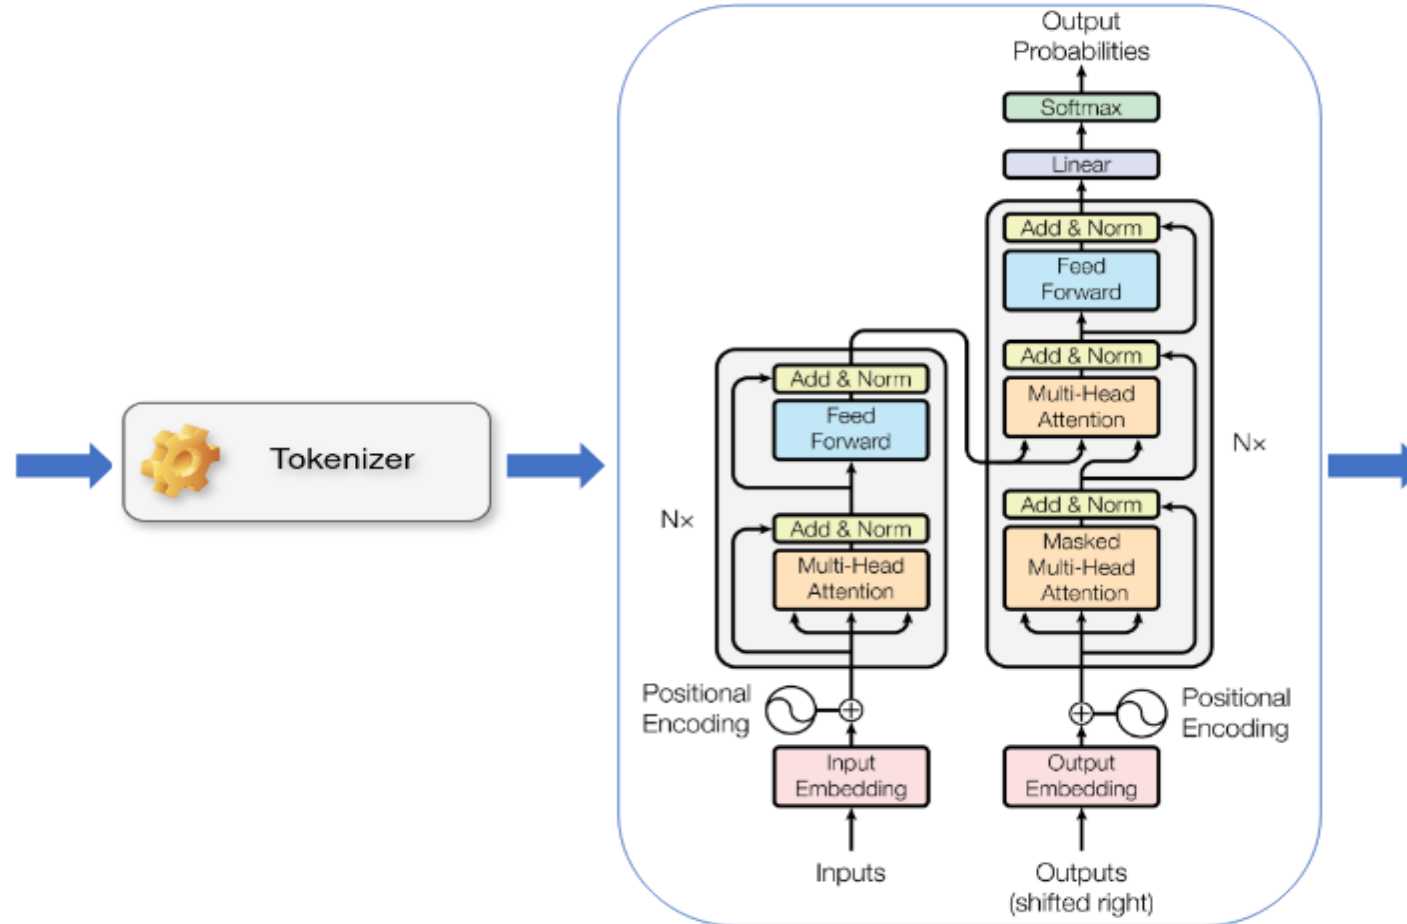 Tokenizer
Output
Probabilities
Softmax
Linear
Add & Norm
Feed
Forward
Add & Norm
Multi-Head
Attention
Nx
Add & Norm
Masked
Multi-Head
Attention
Positional
Encoding
Output
Embedding
Outputs
(shifted right)
Add & Norm
Feed
Forward
Nx
Add & Norm
Multi-Head
Attention
Positional
Encoding
Input
Embedding
Inputs